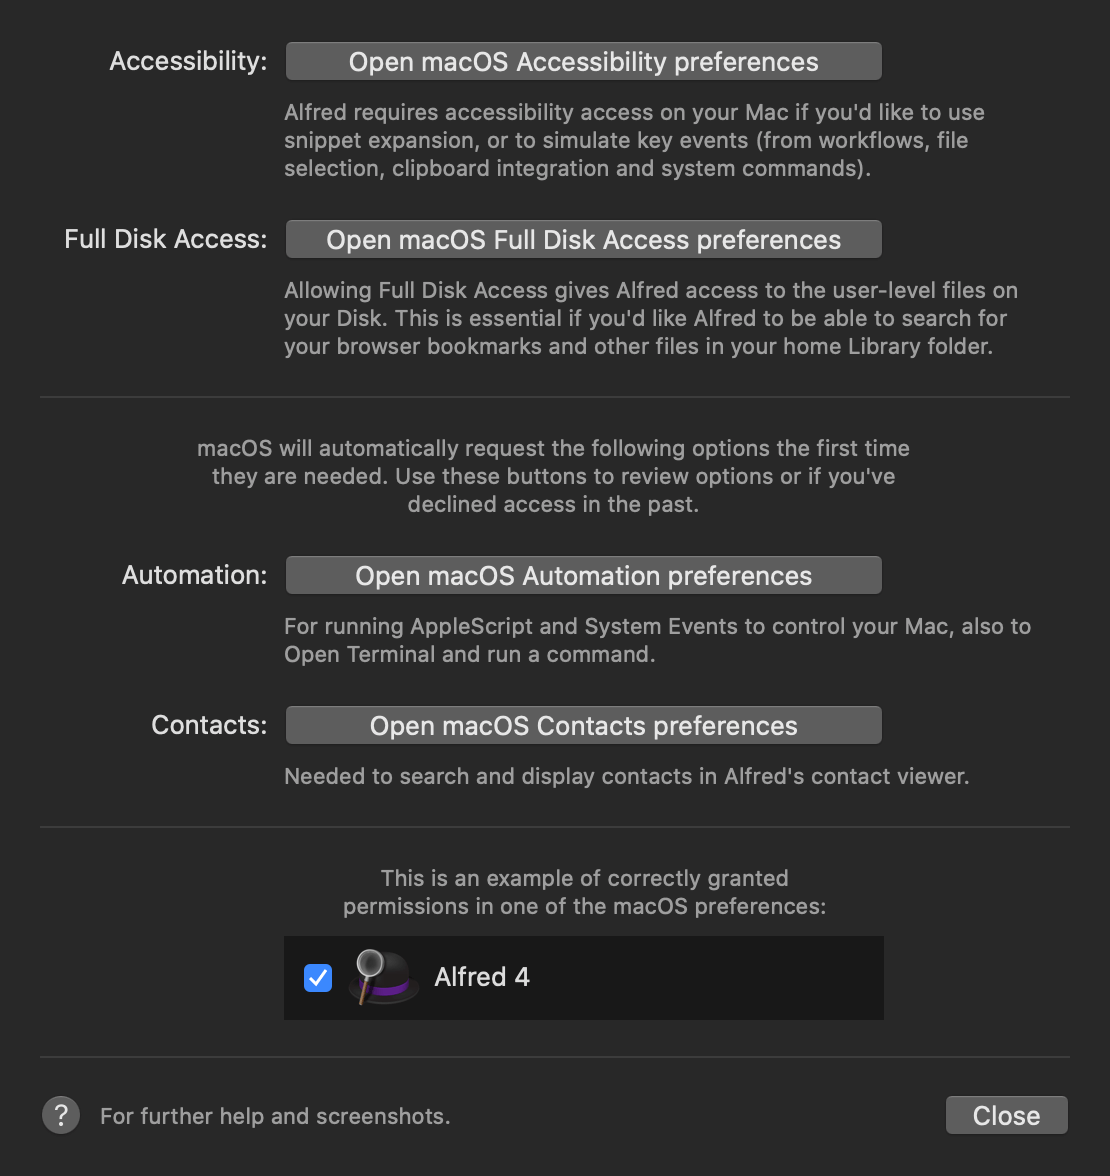 Accessibility: Open macOS Accessibility preferences
Alfred requires accessibility access on your Mac if you'd like to use
snippet expansion, or to simulate key events (from workflows, file
selection, clipboard integration and system commands).
Full Disk Access: Open macOS Full Disk Access preferences
Allowing Full Disk Access gives Alfred access to the user-level files on
your Disk. This is essential if you'd like Alfred to be able to search for
your browser bookmarks and other files in your home Library folder.
macOS will automatically request the following options the first time
they are needed. Use these buttons to review options or if you've
declined access in the past.
Automation: Open macOS Automation preferences
For running AppleScript and System Events to control your Mac, also to
Open Terminal and run a command.
Contacts: Open macOS Contacts preferences
Needed to search and display contacts in Alfred's contact viewer.
This is an example of correctly granted
permissions in one of the macOS preferences:
Alfred 4
? For further help and screenshots. Close